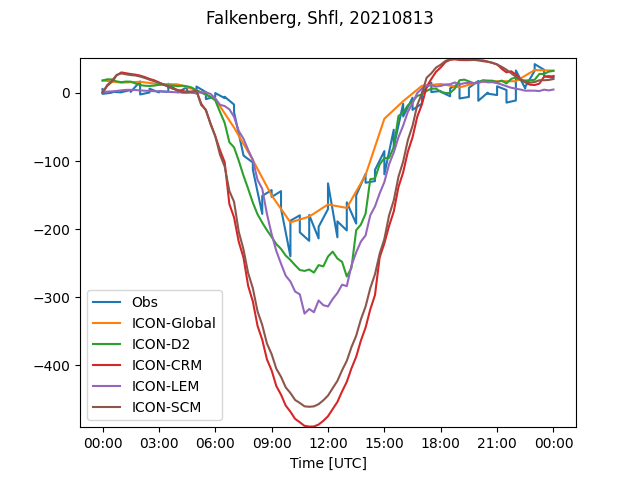 Falkenberg, Shfl, 20210813
0
−100
−200
−300
−400
Obs
ICON-Global
ICON-D2
ICON-CRM
ICON-LEM
ICON-SCM
00:00 03:00 06:00 09:00 12:00 15:00 18:00 21:00 00:00
Time [UTC]